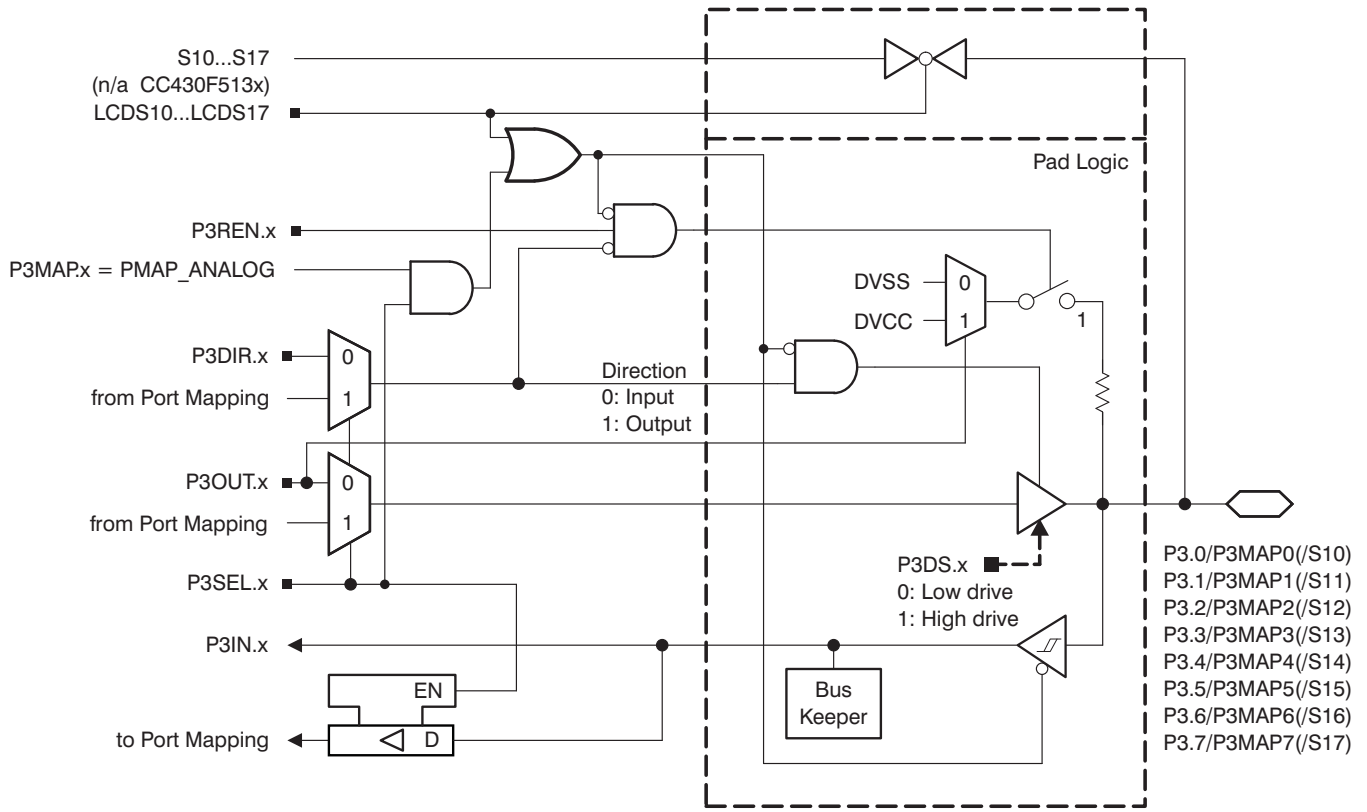 S10...S17
(n/a CC430F513x)
LCDS10...LCDS17
Pad Logic
P3REN.x
P3MAP.x = PMAP_ANALOG
DVSS
0
DVCC
1
1
P3DIR.x
0
from Port Mapping
1
Direction
0: Input
1: Output
P3OUT.x
0
from Port Mapping
1
P3SEL.x
P3DS.x
0: Low drive
1: High drive
P3.0/P3MAP0(/S10)
P3.1/P3MAP1(/S11)
P3.2/P3MAP2(/S12)
P3.3/P3MAP3(/S13)
P3.4/P3MAP4(/S14)
P3.5/P3MAP5(/S15)
P3.6/P3MAP6(/S16)
P3.7/P3MAP7(/S17)
P3IN.x
Bus
Keeper
EN
to Port Mapping
D